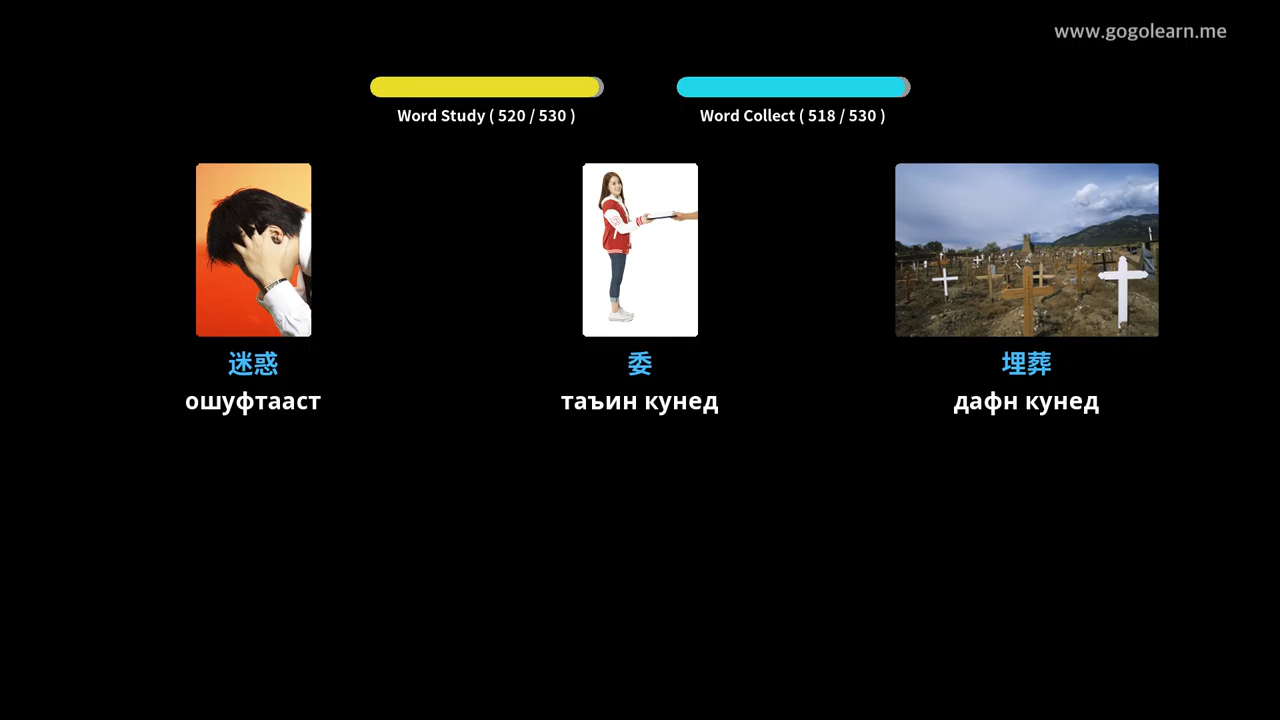 www.gogolearn.me
Word Study ( 520 / 530 )
Word Collect ( 518 / 530 )
迷惑
委
埋葬
ошуфтааст
таъин кунед
дафн кунед